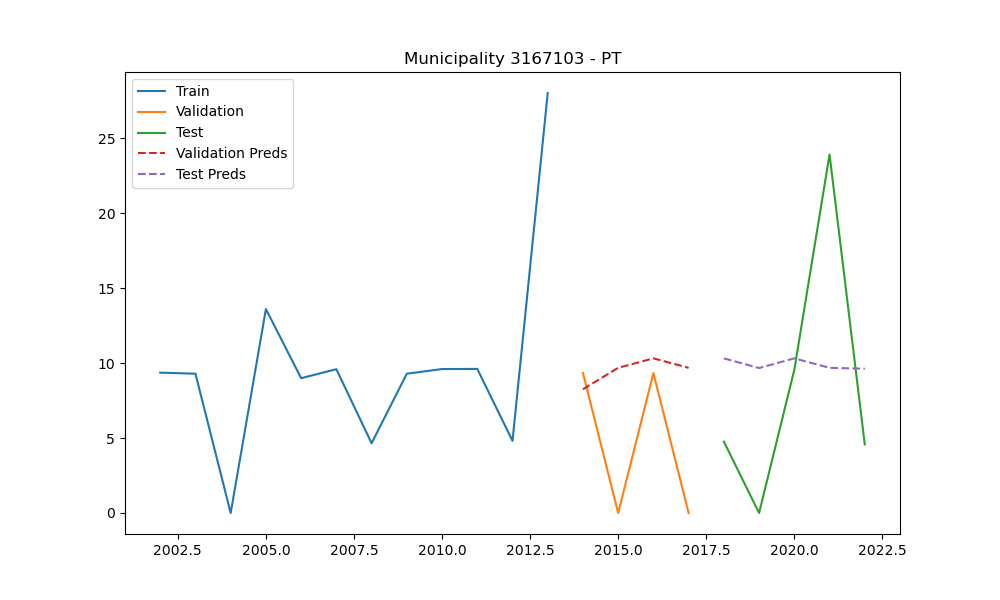 Municipality 3167103 - PT
Train
Validation
Test
Validation Preds
Test Preds
25
20
15
10
5
0
2002.5 2005.0 2007.5 2010.0 2012.5 2015.0 2017.5 2020.0 2022.5